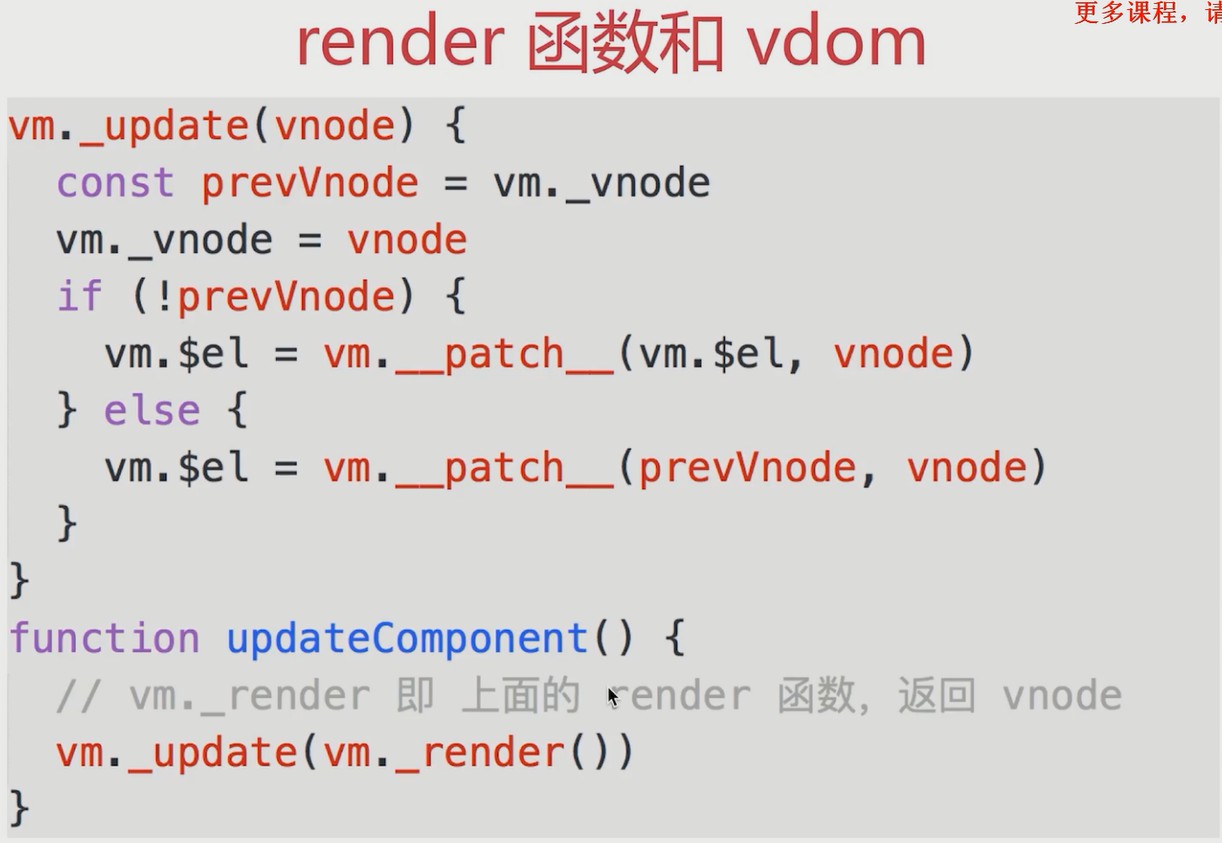 更多课程，请
render 函数和 vdom
vm._update(vnode) {
  const prevVnode = vm._vnode
  vm._vnode = vnode
  if (!prevVnode) {
    vm.$el = vm.__patch__(vm.$el, vnode)
  } else {
    vm.$el = vm.__patch__(prevVnode, vnode)
  }
}
function updateComponent() {
  // vm._render 即 上面的 render 函数，返回 vnode
  vm._update(vm._render())
}